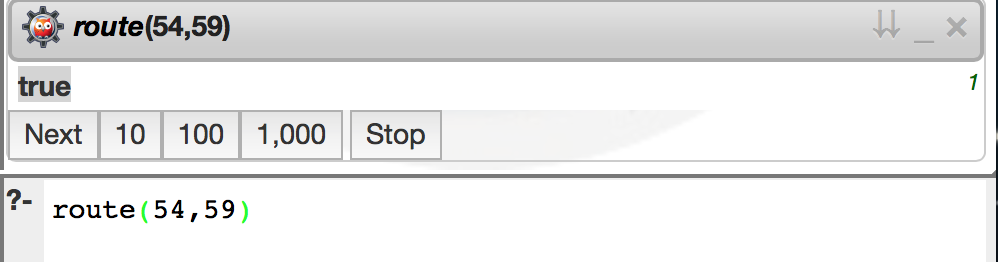 route(54,59)
true 1
Next 10 100 1,000 Stop
?- route(54,59)